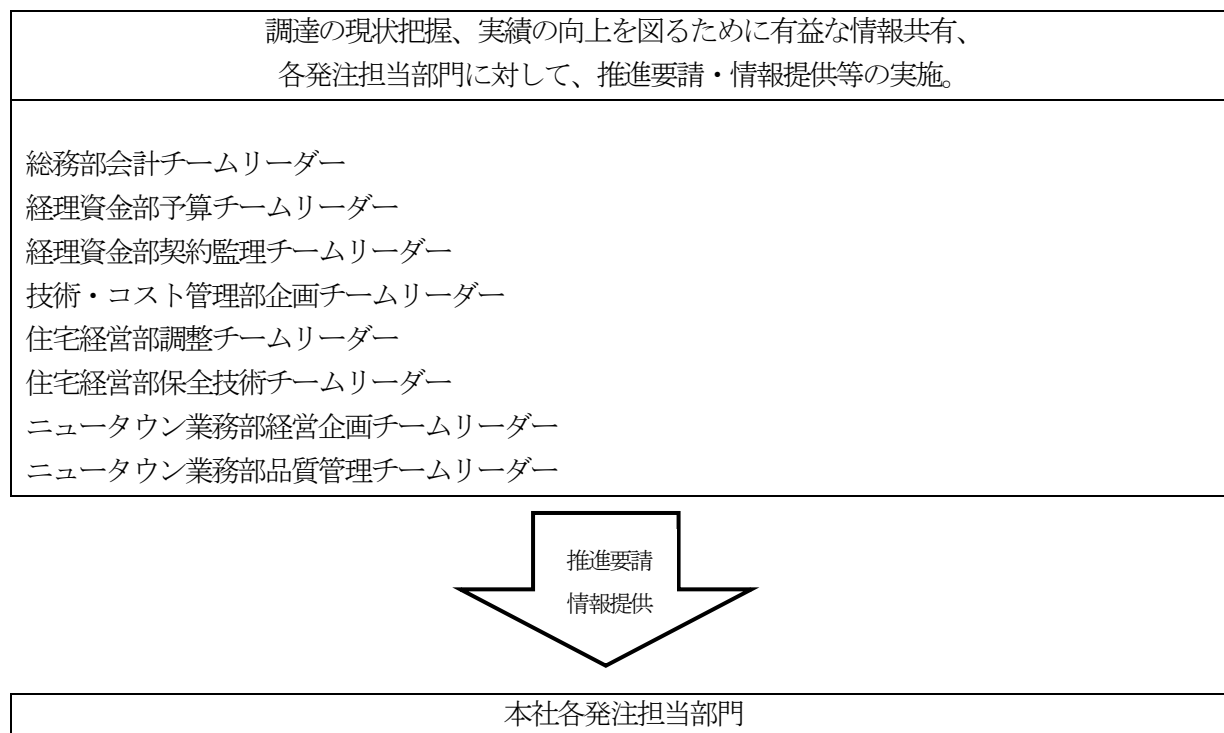 調達の現状把握、実績の向上を図るために有益な情報共有、
各発注担当部門に対して、推進要請・情報提供等の実施。
総務部会計チームリーダー
経理資金部予算チームリーダー
経理資金部契約監理チームリーダー
技術・コスト管理部企画チームリーダー
住宅経営部調整チームリーダー
住宅経営部保全技術チームリーダー
ニュータウン業務部経営企画チームリーダー
ニュータウン業務部品質管理チームリーダー
推進要請
情報提供
本社各発注担当部門